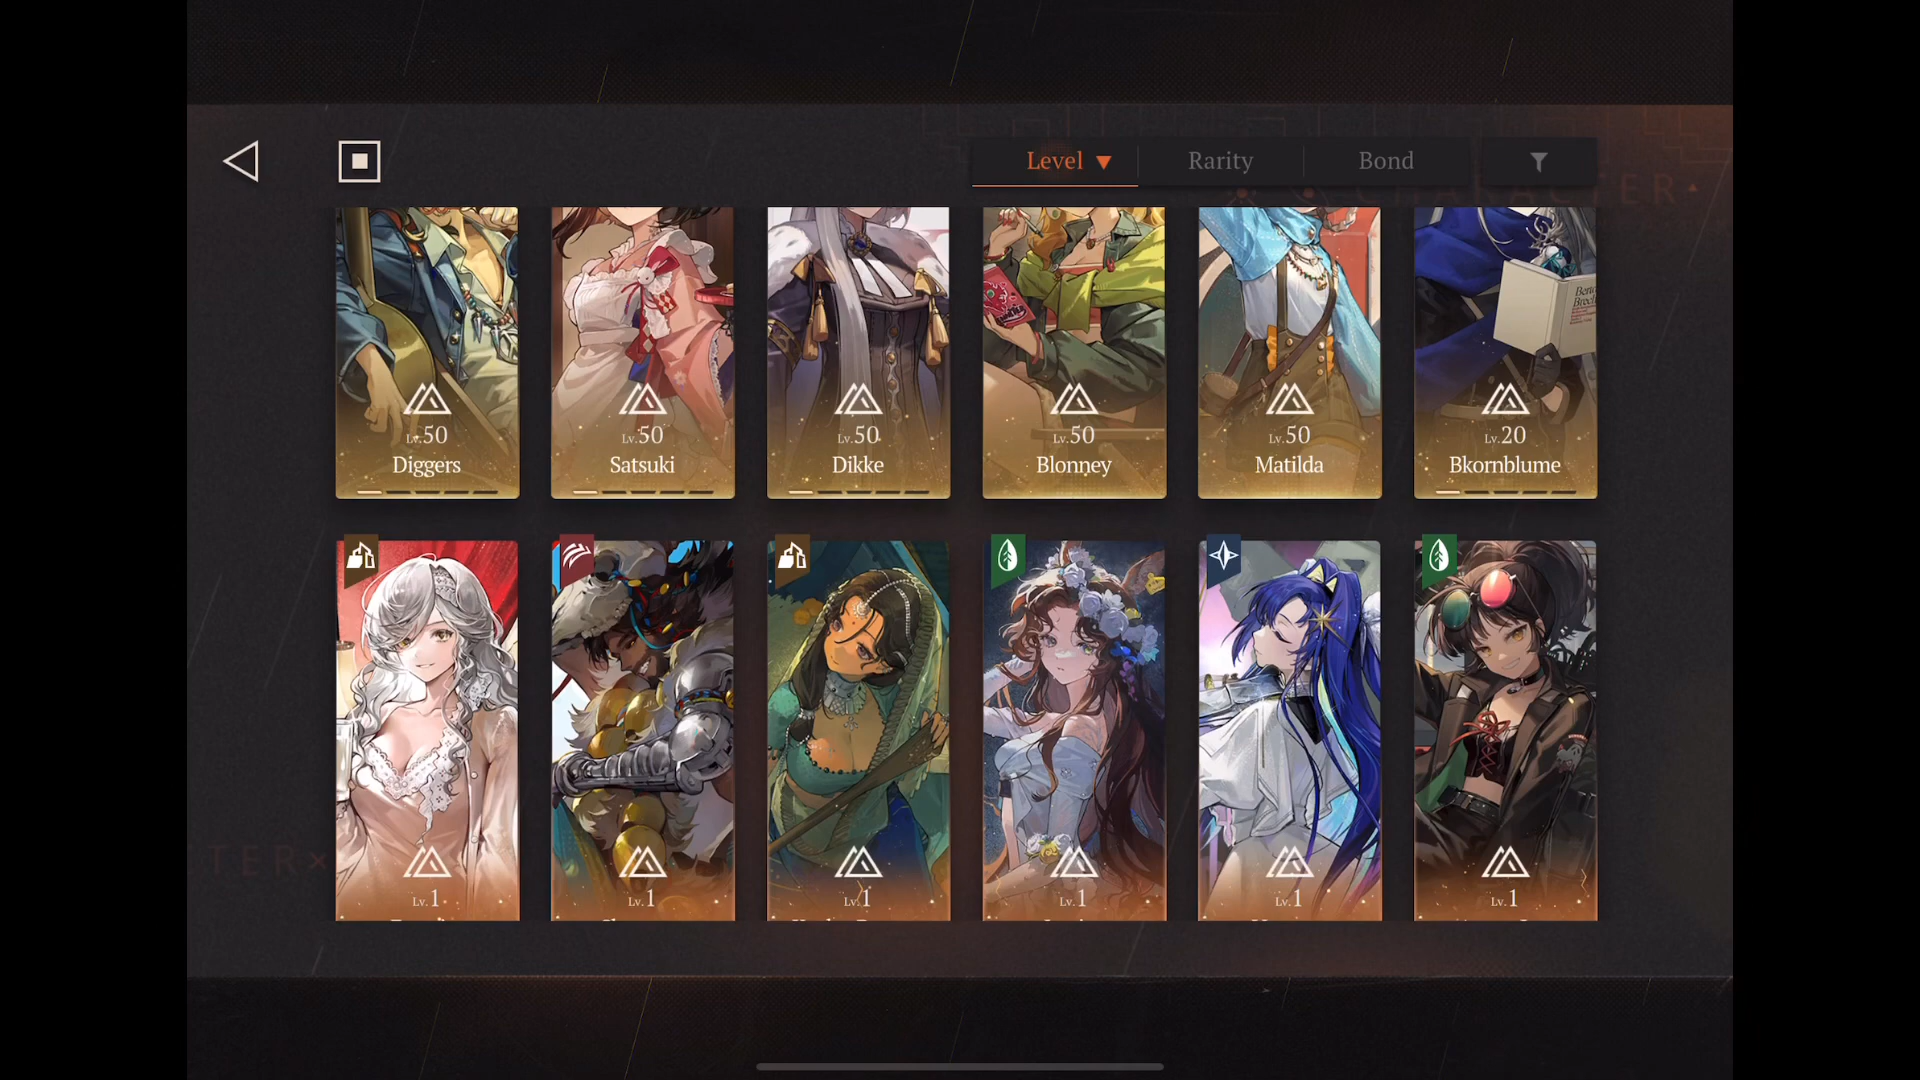 Level Rarity Bond
Lv.50 Lv.50 Lv.50 Lv.50 Lv.50 Lv.20
Diggers Satsuki Dikke Blonney Matilda Bkornblume
Lv.1 Lv.1 Lv.1 Lv.1 Lv.1 Lv.1